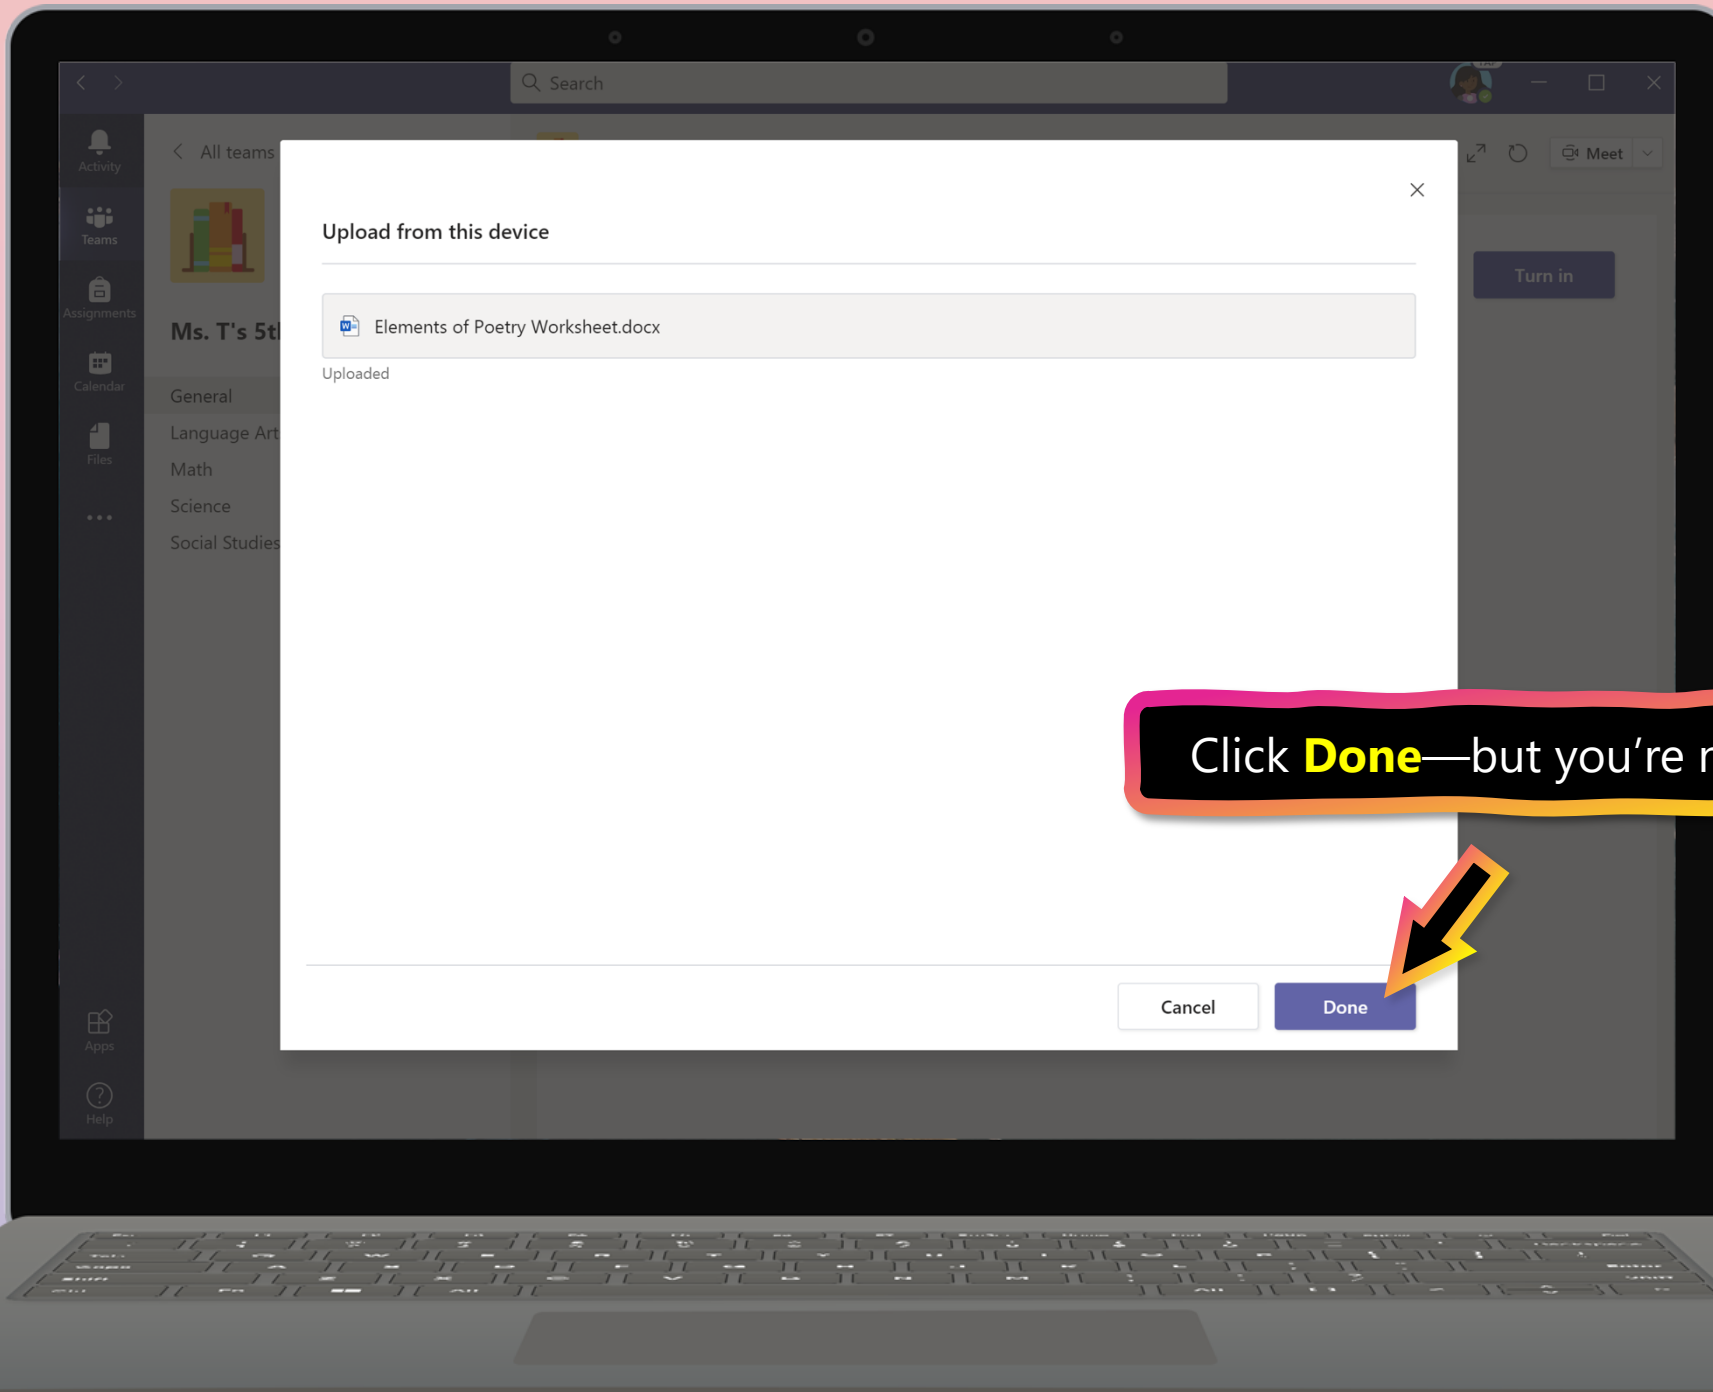 Search
Activity
All teams
Meet
Teams
Upload from this device
Turn in
Assignments
Ms. T's 5th
Elements of Poetry Worksheet.docx
Uploaded
Calendar
General
Language Art
Files
Math
Science
Social Studies
Click Done—but you're n
Cancel
Done
Apps
Help